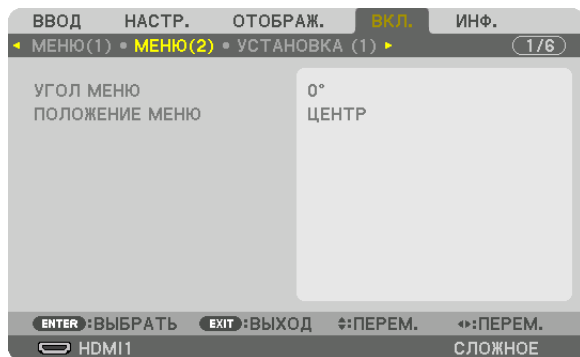 ВВОД НАСТР. ОТОБРАЖ. ВКЛ. ИНФ.
◂ МЕНЮ(1) • МЕНЮ(2) • УСТАНОВКА (1) ▸ 1/6
УГОЛ МЕНЮ 0°
ПОЛОЖЕНИЕ МЕНЮ ЦЕНТР
ENTER :ВЫБРАТЬ EXIT :ВЫХОД :ПЕРЕМ. :ПЕРЕМ.
HDMI1 СЛОЖНОЕ